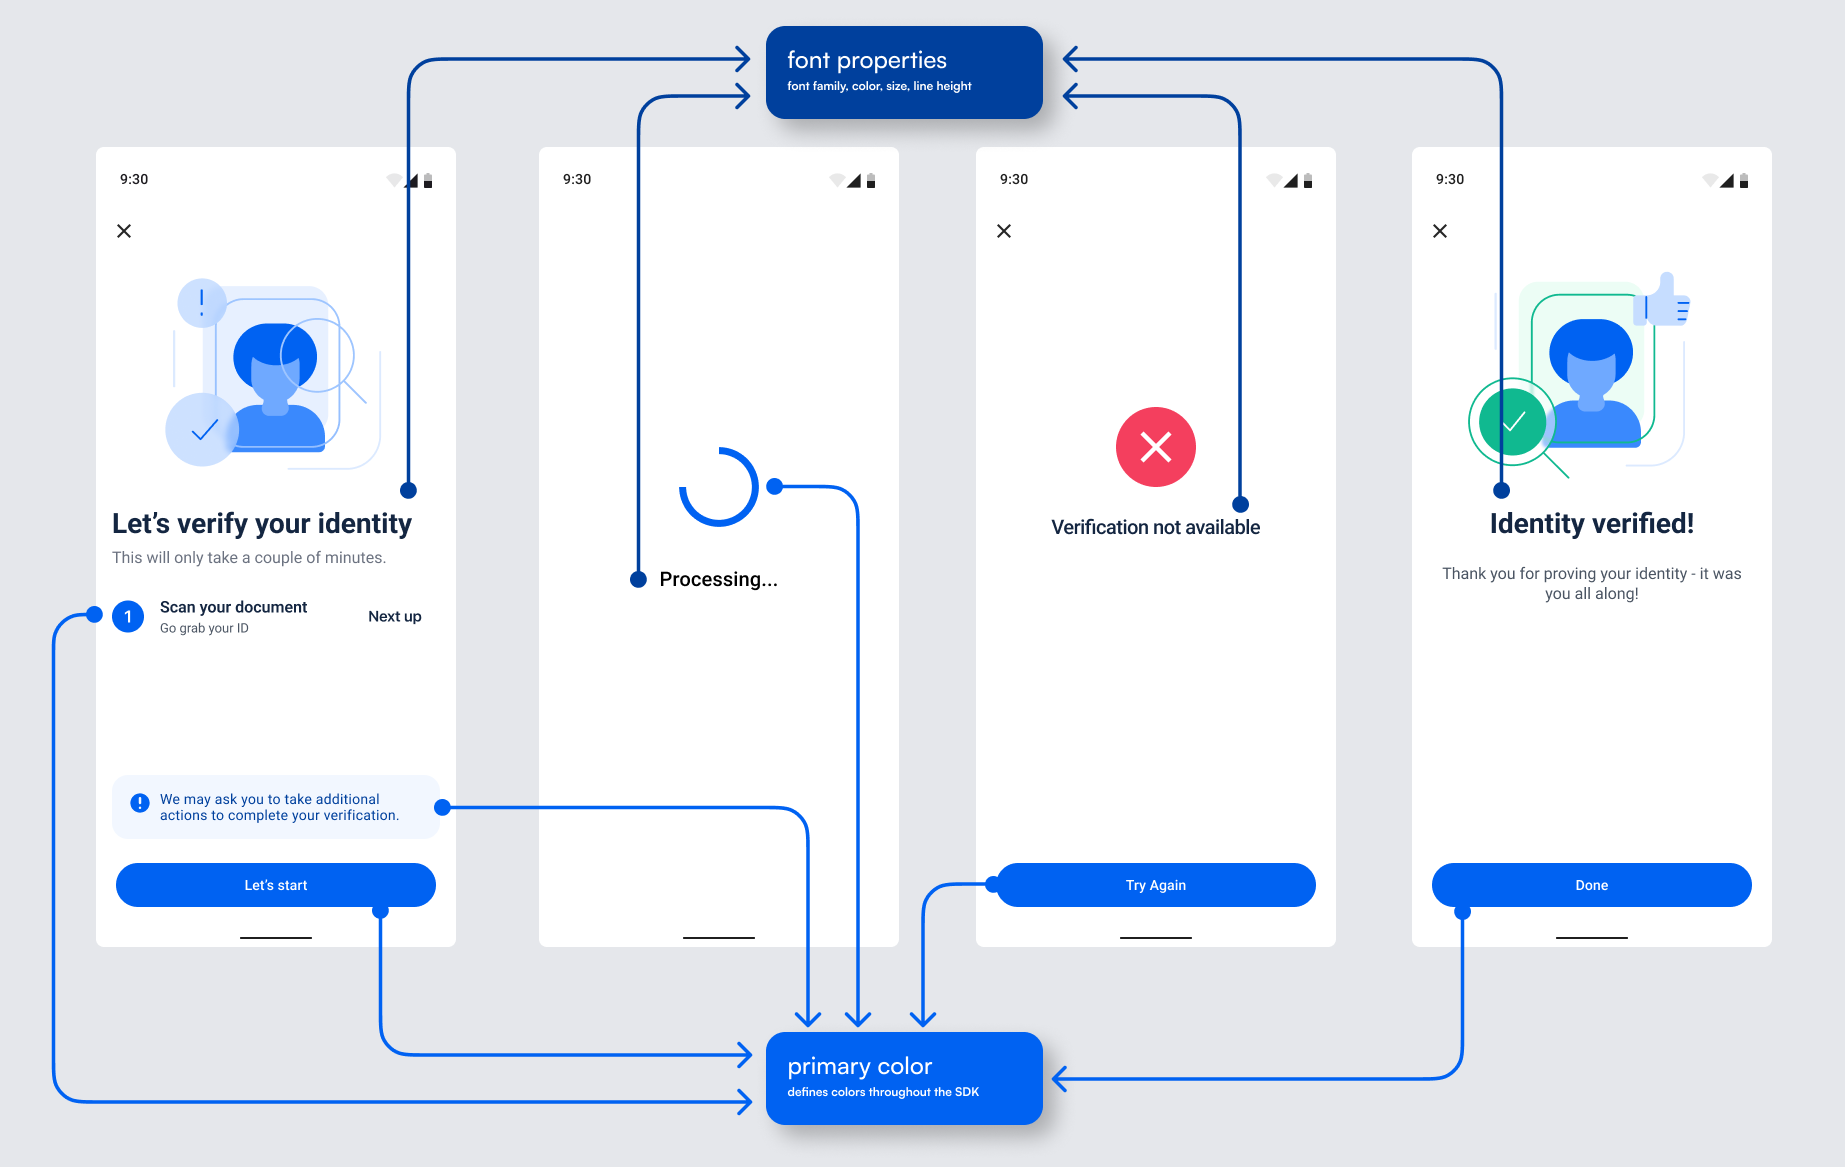 font properties
font family, color, size, line height
9:30
Let's verify your identity
This will only take a couple of minutes.
1
Scan your document
Go grab your ID
Next up
We may ask you to take additional
actions to complete your verification.
Let's start
9:30
Processing...
9:30
Verification not available
Try Again
9:30
Identity verified!
Thank you for proving your identity - it was
you all along!
Done
primary color
defines colors throughout the SDK